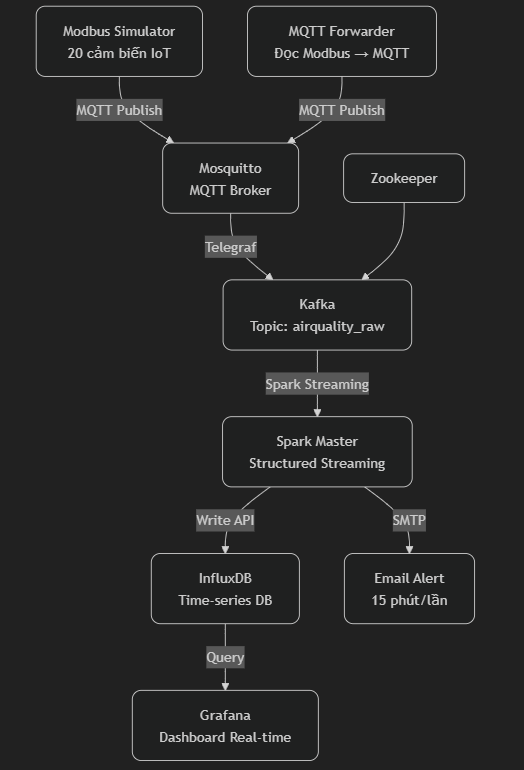 Modbus Simulator
20 cảm biến IoT
MQTT Forwarder
Đọc Modbus → MQTT
MQTT Publish
MQTT Publish
Mosquitto
MQTT Broker
Zookeeper
Telegraf
Kafka
Topic: airquality_raw
Spark Streaming
Spark Master
Structured Streaming
Write API
SMTP
InfluxDB
Time-series DB
Email Alert
15 phút/lần
Query
Grafana
Dashboard Real-time